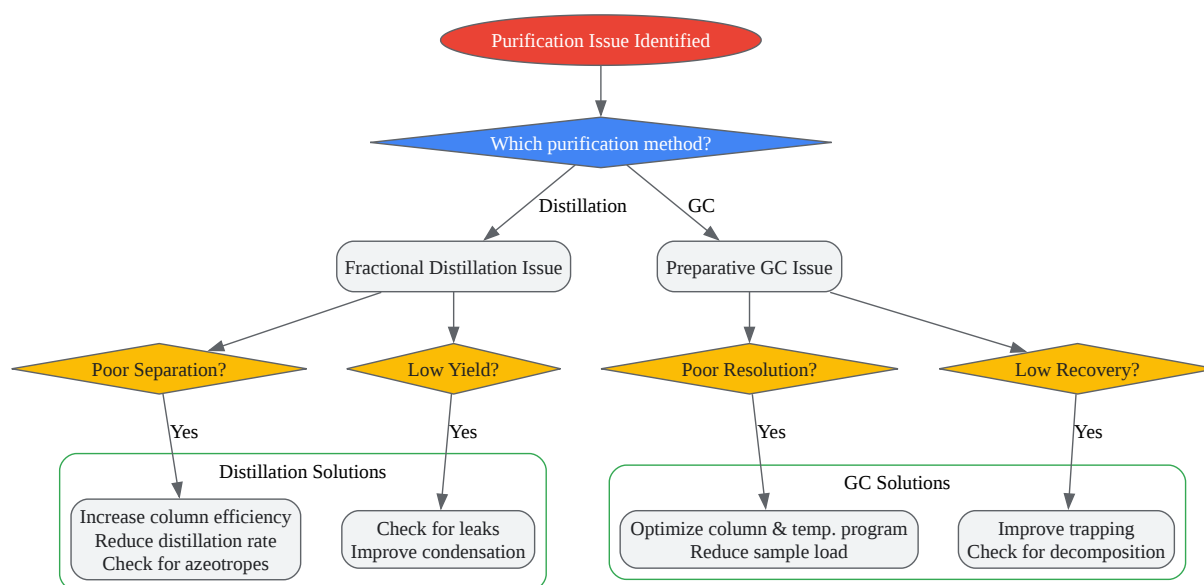 Purification Issue Identified
Which purification method?
Distillation
GC
Fractional Distillation Issue
Preparative GC Issue
Poor Separation?
Low Yield?
Poor Resolution?
Low Recovery?
Yes
Yes
Yes
Yes
Distillation Solutions
GC Solutions
Increase column efficiency
Reduce distillation rate
Check for azeotropes
Check for leaks
Improve condensation
Optimize column & temp. program
Reduce sample load
Improve trapping
Check for decomposition